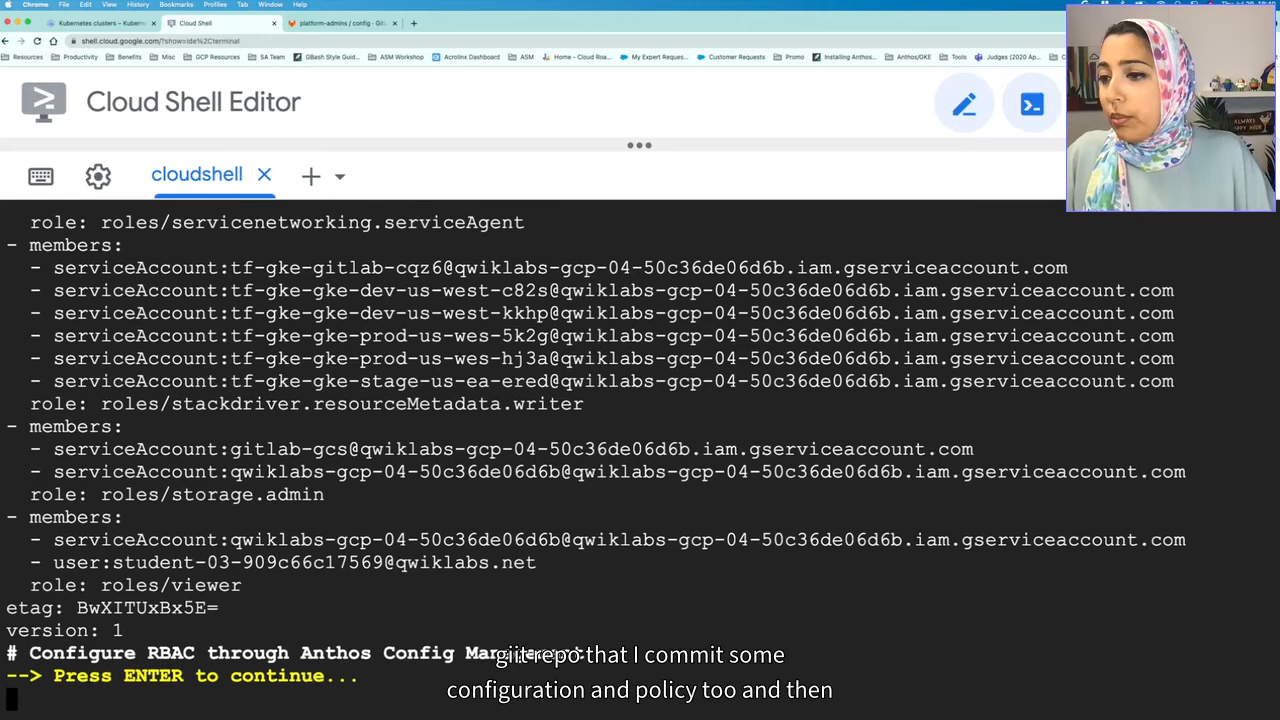 Chrome File Edit View History Bookmarks Profiles Tab Window Help
Kubernetes clusters – Kubern
Cloud Shell
platform-admins / config · GitL
shell.cloud.google.com/?show=ide%2Cterminal
Resources Productivity Benefits Misc GCP Resources SA Team GBash Style Guid... ASM Workshop Acrolinx Dashboard ASM Home – Cloud Roa... My Expert Reques... Customer Requests Promo Installing Anthos... Anthos/GKE Judges (2020 Ap...
Cloud Shell Editor
cloudshell
role: roles/servicenetworking.serviceAgent
- members:
- serviceAccount:tf-gke-gitlab-cqz6@qwiklabs-gcp-04-50c36de06d6b.iam.gserviceaccount.com
- serviceAccount:tf-gke-gke-dev-us-west-c82s@qwiklabs-gcp-04-50c36de06d6b.iam.gserviceaccount.com
- serviceAccount:tf-gke-gke-dev-us-west-kkhp@qwiklabs-gcp-04-50c36de06d6b.iam.gserviceaccount.com
- serviceAccount:tf-gke-gke-prod-us-wes-5k2g@qwiklabs-gcp-04-50c36de06d6b.iam.gserviceaccount.com
- serviceAccount:tf-gke-gke-prod-us-wes-hj3a@qwiklabs-gcp-04-50c36de06d6b.iam.gserviceaccount.com
- serviceAccount:tf-gke-gke-stage-us-ea-ered@qwiklabs-gcp-04-50c36de06d6b.iam.gserviceaccount.com
role: roles/stackdriver.resourceMetadata.writer
- members:
- serviceAccount:gitlab-gcs@qwiklabs-gcp-04-50c36de06d6b.iam.gserviceaccount.com
- serviceAccount:qwiklabs-gcp-04-50c36de06d6b@qwiklabs-gcp-04-50c36de06d6b.iam.gserviceaccount.com
role: roles/storage.admin
- members:
- serviceAccount:qwiklabs-gcp-04-50c36de06d6b@qwiklabs-gcp-04-50c36de06d6b.iam.gserviceaccount.com
- user:student-03-909c66c17569@qwiklabs.net
role: roles/viewer
etag: BwXITUxBx5E=
version: 1
# Configure RBAC through Anthos Config
--> Press ENTER to continue...
giit repo that I commit some
configuration and policy too and then
ALWAYS
HAPPY HOUR